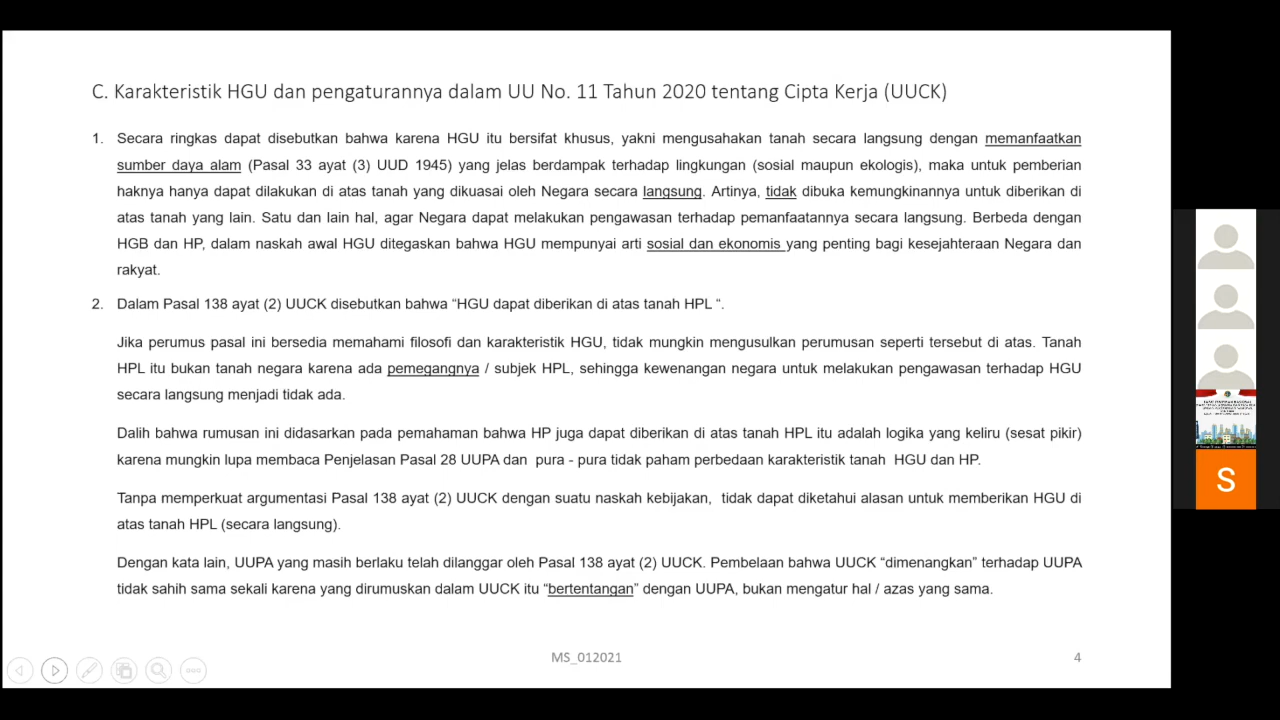 C. Karakteristik HGU dan pengaturannya dalam UU No. 11 Tahun 2020 tentang Cipta Kerja (UUCK)
1. Secara ringkas dapat disebutkan bahwa karena HGU itu bersifat khusus, yakni mengusahakan tanah secara langsung dengan memanfaatkan
sumber daya alam (Pasal 33 ayat (3) UUD 1945) yang jelas berdampak terhadap lingkungan (sosial maupun ekologis), maka untuk pemberian
haknya hanya dapat dilakukan di atas tanah yang dikuasai oleh Negara secara langsung. Artinya, tidak dibuka kemungkinannya untuk diberikan di
atas tanah yang lain. Satu dan lain hal, agar Negara dapat melakukan pengawasan terhadap pemanfaatannya secara langsung. Berbeda dengan
HGB dan HP, dalam naskah awal HGU ditegaskan bahwa HGU mempunyai arti sosial dan ekonomis yang penting bagi kesejahteraan Negara dan
rakyat.
2. Dalam Pasal 138 ayat (2) UUCK disebutkan bahwa “HGU dapat diberikan di atas tanah HPL “.
Jika perumus pasal ini bersedia memahami filosofi dan karakteristik HGU, tidak mungkin mengusulkan perumusan seperti tersebut di atas. Tanah
HPL itu bukan tanah negara karena ada pemegangnya / subjek HPL, sehingga kewenangan negara untuk melakukan pengawasan terhadap HGU
secara langsung menjadi tidak ada.
Dalih bahwa rumusan ini didasarkan pada pemahaman bahwa HP juga dapat diberikan di atas tanah HPL itu adalah logika yang keliru (sesat pikir)
karena mungkin lupa membaca Penjelasan Pasal 28 UUPA dan pura - pura tidak paham perbedaan karakteristik tanah HGU dan HP.
Tanpa memperkuat argumentasi Pasal 138 ayat (2) UUCK dengan suatu naskah kebijakan, tidak dapat diketahui alasan untuk memberikan HGU di
atas tanah HPL (secara langsung).
Dengan kata lain, UUPA yang masih berlaku telah dilanggar oleh Pasal 138 ayat (2) UUCK. Pembelaan bahwa UUCK “dimenangkan” terhadap UUPA
tidak sahih sama sekali karena yang dirumuskan dalam UUCK itu “bertentangan” dengan UUPA, bukan mengatur hal / azas yang sama.
MS_012021
4
S